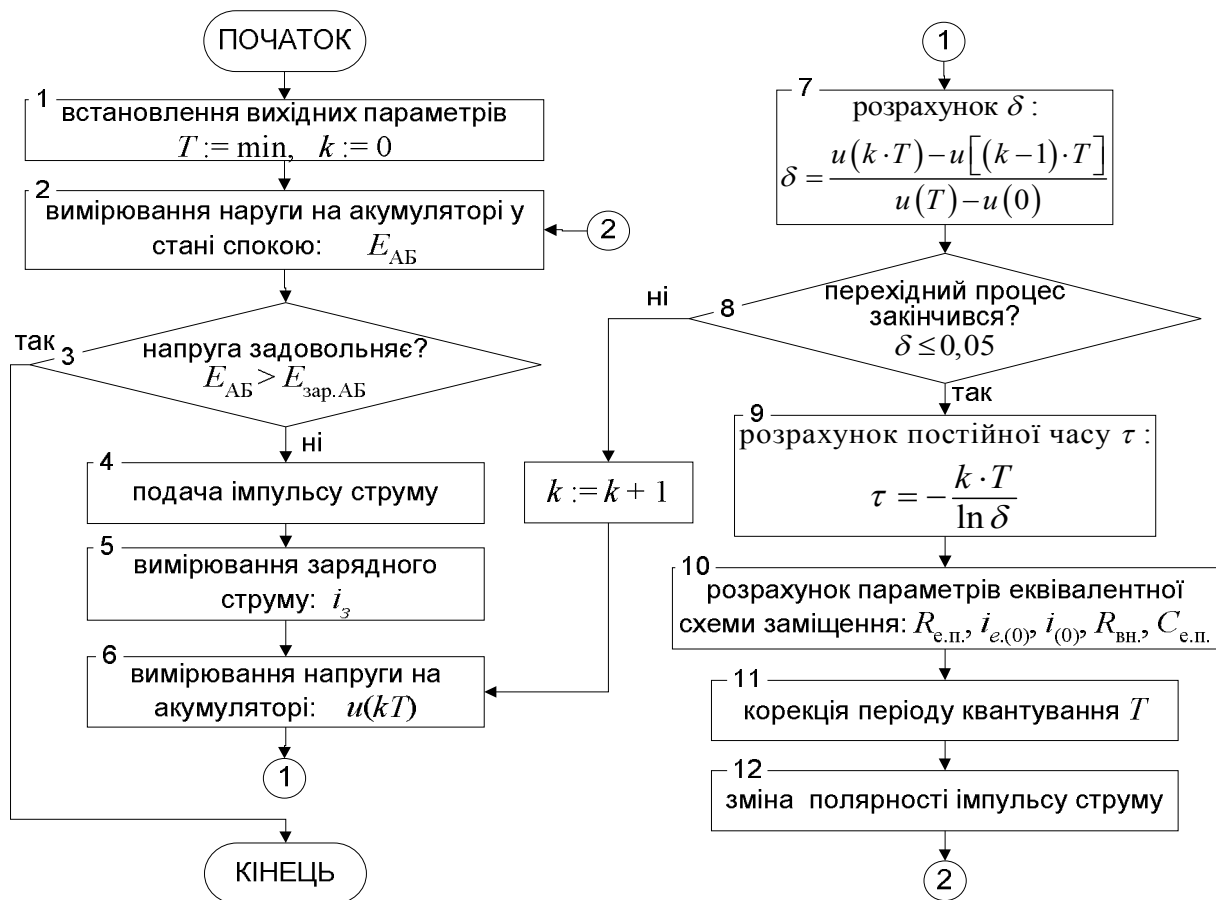 ПОЧАТОК
1
встановлення вихідних параметрів
T := min, k := 0
2
вимірювання наруги на акумуляторі у
стані спокою: E_АБ
2
так
3
напруга задовольняє?
E_АБ > E_зар.АБ
ні
4
подача імпульсу струму
5
вимірювання зарядного
струму: i_з
6
вимірювання напруги на
акумуляторі: u(kT)
1
КІНЕЦЬ
1
7
розрахунок δ :
δ = (u(k·T) − u[(k−1)·T]) / (u(T) − u(0))
ні
8
перехідний процес
закінчився?
δ ≤ 0,05
так
k := k + 1
9
розрахунок постійної часу τ :
τ = − (k·T) / (ln δ)
10
розрахунок параметрів еквівалентної
схеми заміщення: R_е.п., i_е.(0), i_(0), R_вн., C_е.п.
11
корекція періоду квантування T
12
зміна полярності імпульсу струму
2